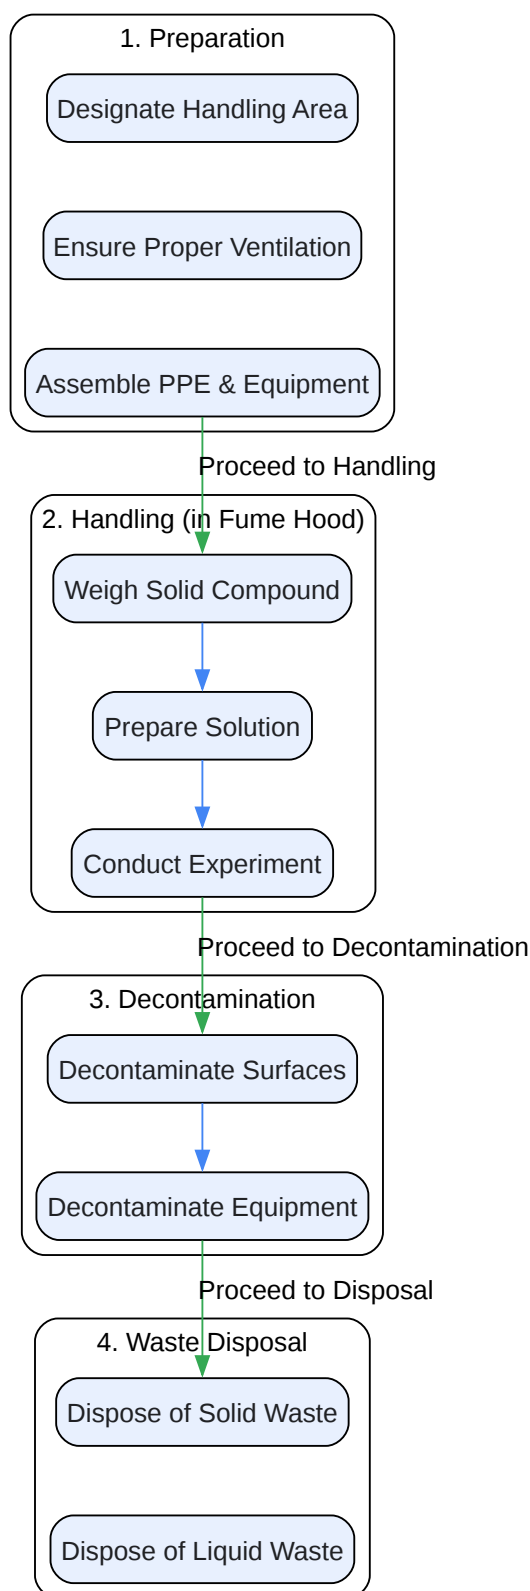 1. Preparation
Designate Handling Area
Ensure Proper Ventilation
Assemble PPE & Equipment
Proceed to Handling
2. Handling (in Fume Hood)
Weigh Solid Compound
Prepare Solution
Conduct Experiment
Proceed to Decontamination
3. Decontamination
Decontaminate Surfaces
Decontaminate Equipment
Proceed to Disposal
4. Waste Disposal
Dispose of Solid Waste
Dispose of Liquid Waste